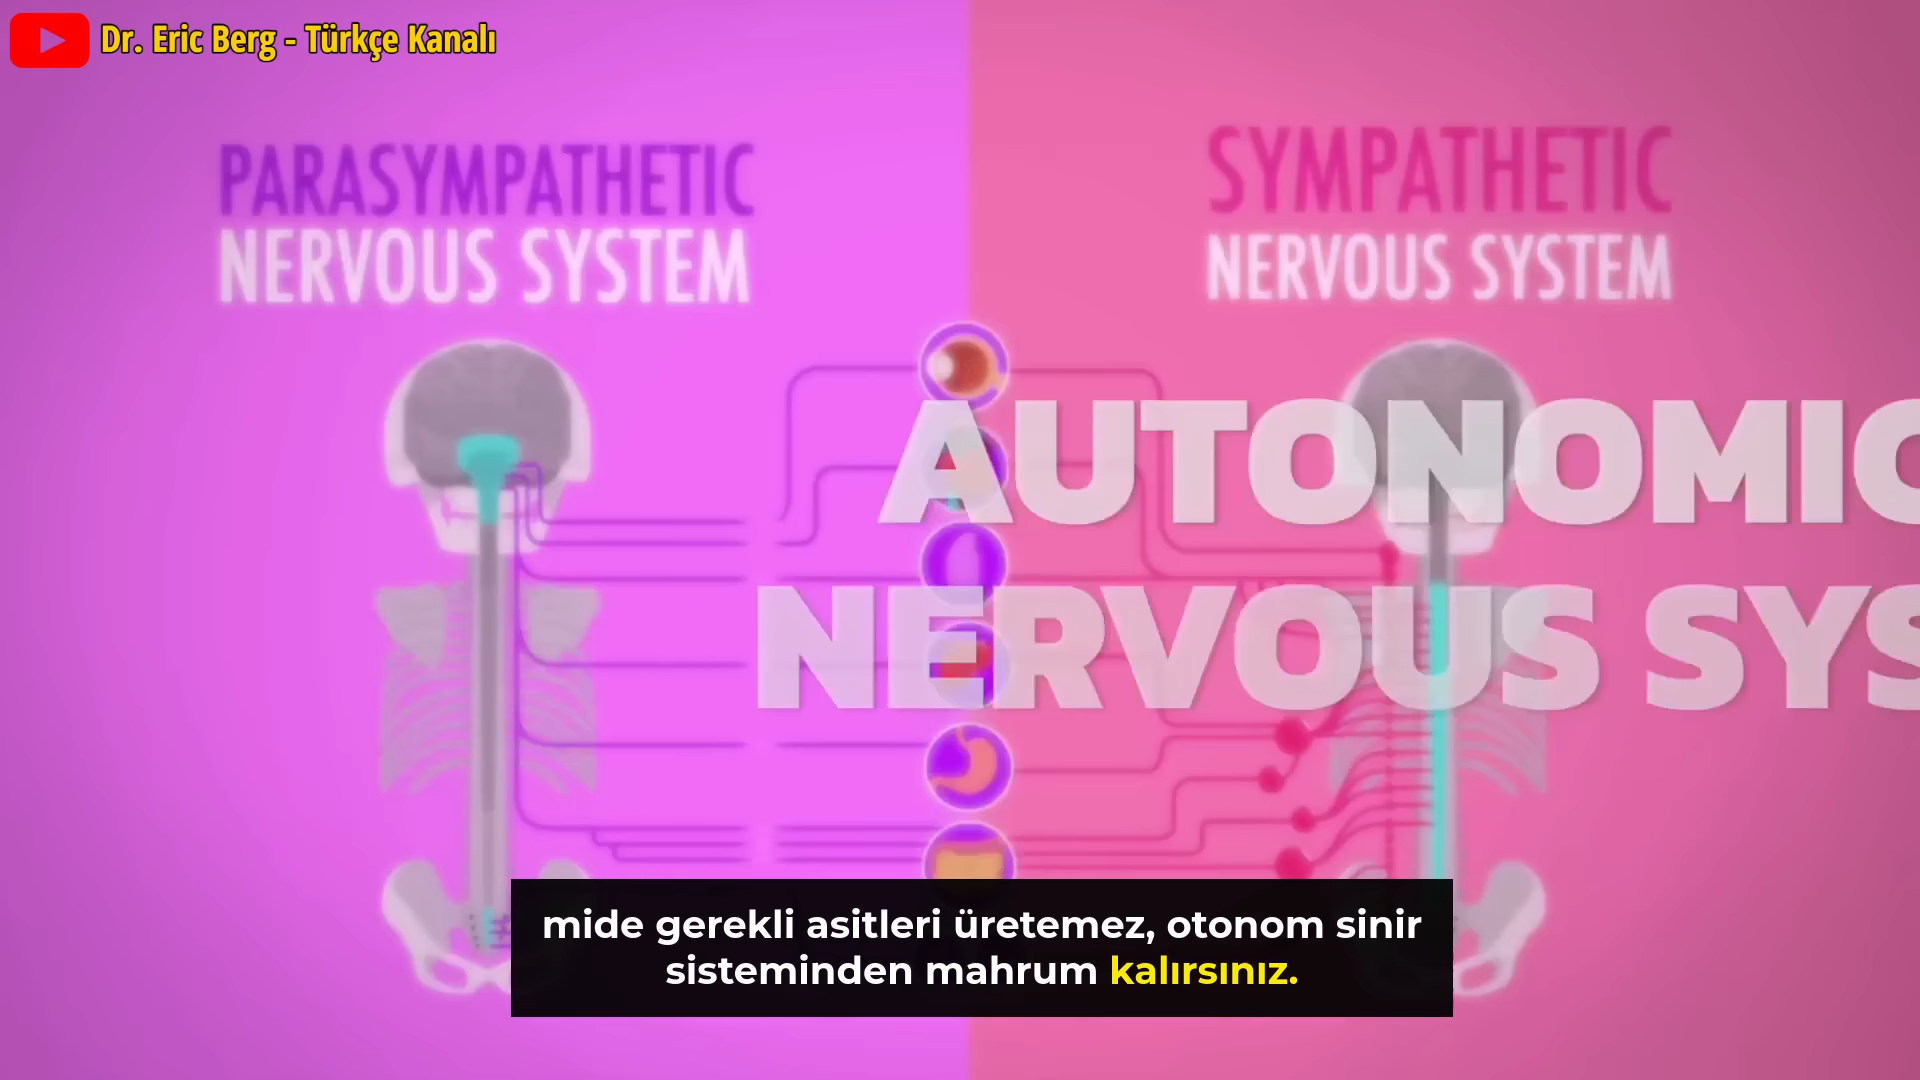 Dr. Eric Berg - Türkçe Kanalı
PARASYMPATHETIC
NERVOUS SYSTEM
SYMPATHETIC
NERVOUS SYSTEM
AUTONOMIC
NERVOUS SYS
mide gerekli asitleri üretemez, otonom sinir
sisteminden mahrum kalırsınız.